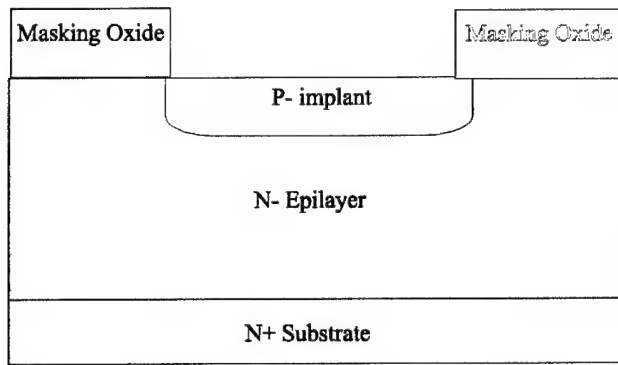 Masking Oxide
Masking Oxide
P- implant
N- Epilayer
N+ Substrate